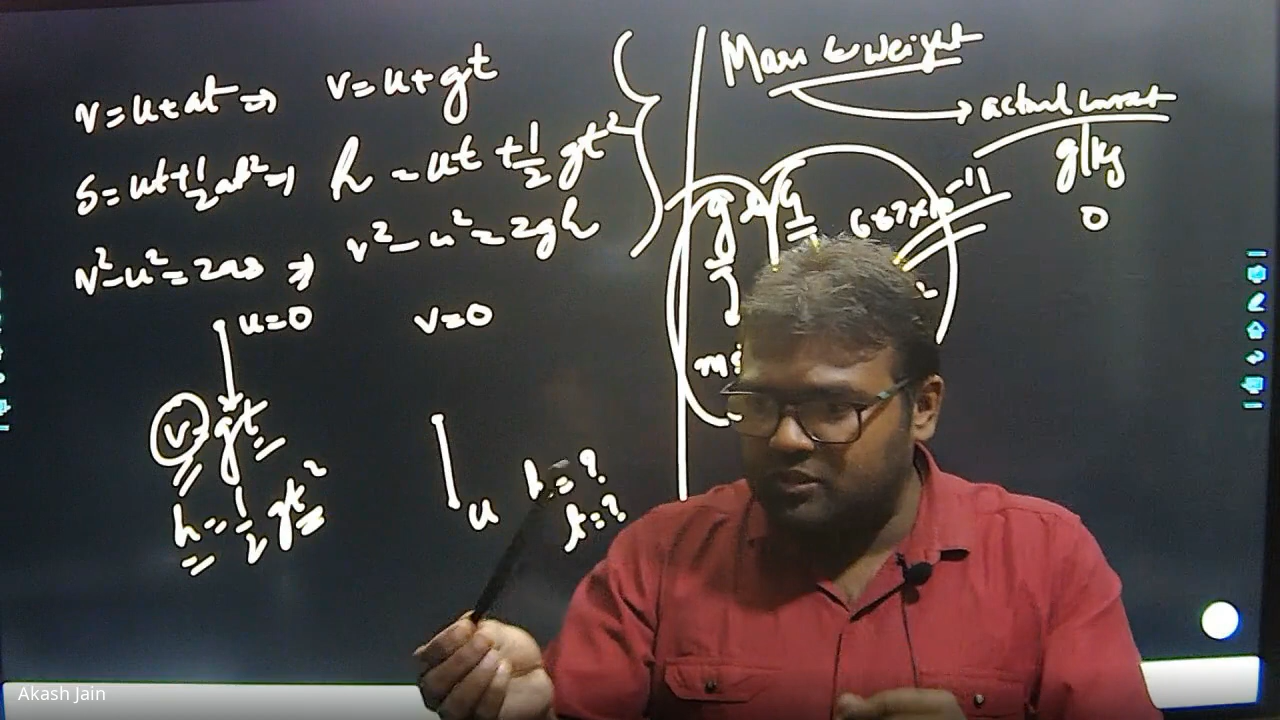 v=u+at ⇒ v=u+gt
s=ut+½at² ⇒ h=ut+½gt²
v²-u²=2as ⇒ v²-u²=2gh
u=0
v=gt
h=½gt²
v=0
u
h=?
t=?
Mass & weight
→ actual
g/kg
0
g & G
6.67×10⁻¹¹
Akash Jain